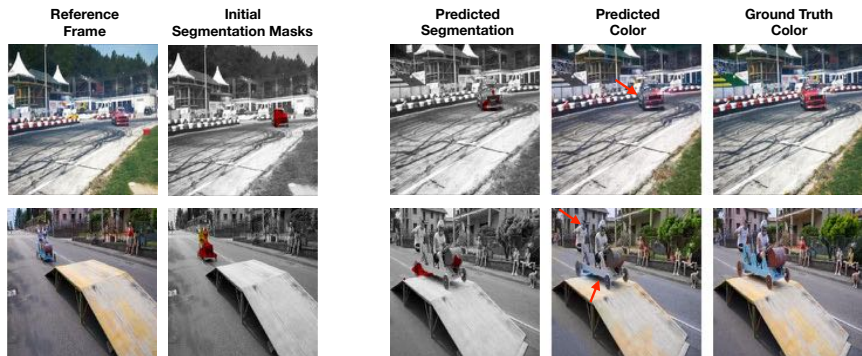 Reference
Frame
Initial
Segmentation Masks
Predicted
Segmentation
Predicted
Color
Ground Truth
Color